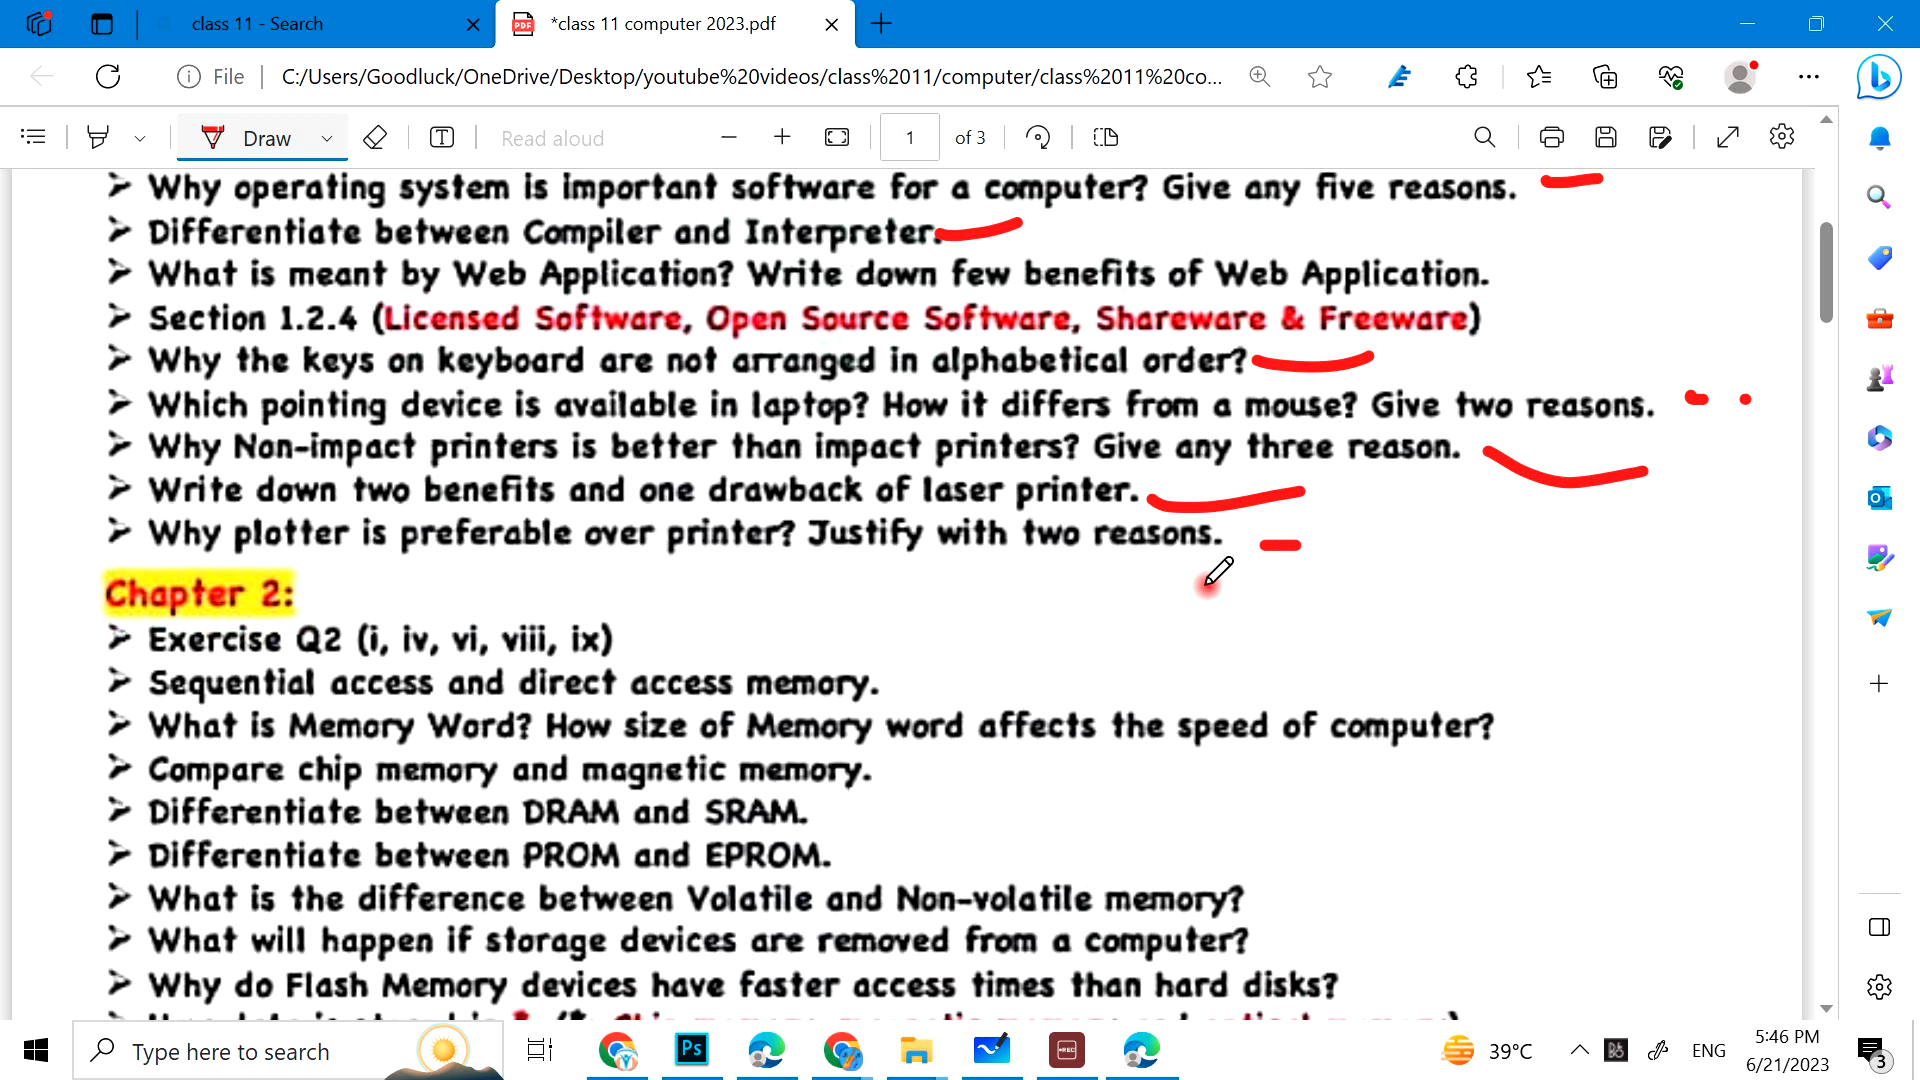 class 11 - Search
*class 11 computer 2023.pdf
File
C:/Users/Goodluck/OneDrive/Desktop/youtube%20videos/class%2011/computer/class%2011%20co...
Draw
Read aloud
1
of 3
➢ Why operating system is important software for a computer? Give any five reasons.
➢ Differentiate between Compiler and Interpreter.
➢ What is meant by Web Application? Write down few benefits of Web Application.
➢ Section 1.2.4 (Licensed Software, Open Source Software, Shareware & Freeware)
➢ Why the keys on keyboard are not arranged in alphabetical order?
➢ Which pointing device is available in laptop? How it differs from a mouse? Give two reasons.
➢ Why Non-impact printers is better than impact printers? Give any three reason.
➢ Write down two benefits and one drawback of laser printer.
➢ Why plotter is preferable over printer? Justify with two reasons.
Chapter 2:
➢ Exercise Q2 (i, iv, vi, viii, ix)
➢ Sequential access and direct access memory.
➢ What is Memory Word? How size of Memory word affects the speed of computer?
➢ Compare chip memory and magnetic memory.
➢ Differentiate between DRAM and SRAM.
➢ Differentiate between PROM and EPROM.
➢ What is the difference between Volatile and Non-volatile memory?
➢ What will happen if storage devices are removed from a computer?
➢ Why do Flash Memory devices have faster access times than hard disks?
Type here to search
Ps
REC
39°C
ENG
5:46 PM
6/21/2023
3